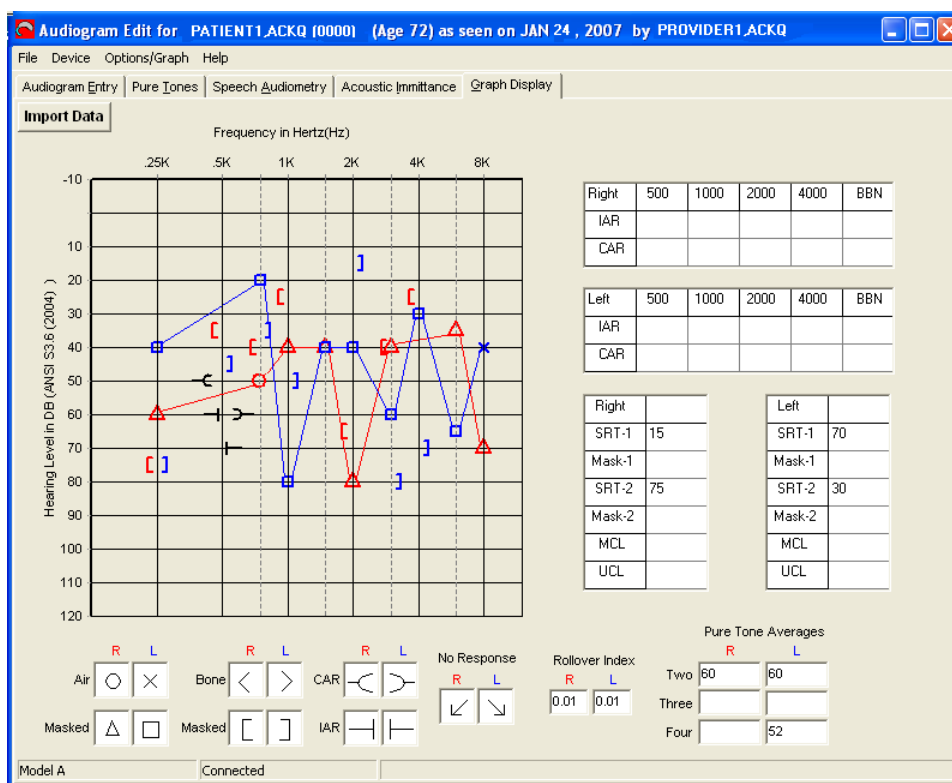 Audiogram Edit for PATIENT1,ACKQ (0000) (Age 72) as seen on JAN 24 , 2007 by PROVIDER1,ACKQ
File Device Options/Graph Help
Audiogram Entry Pure Tones Speech Audiometry Acoustic Immittance Graph Display
Import Data
Frequency in Hertz(Hz)
.25K .5K 1K 2K 4K 8K
Hearing Level in DB (ANSI S3.6 (2004) )
-10
10
20
30
40
50
60
70
80
90
100
110
120
Right 500 1000 2000 4000 BBN
IAR
CAR
Left 500 1000 2000 4000 BBN
IAR
CAR
Right
SRT-1 15
Mask-1
SRT-2 75
Mask-2
MCL
UCL
Left
SRT-1 70
Mask-1
SRT-2 30
Mask-2
MCL
UCL
R L R L R L
Air Bone CAR
Masked Masked IAR
No Response
R L
Rollover Index
R L
0.01 0.01
Pure Tone Averages
R L
Two 60 60
Three
Four 52
Model A Connected